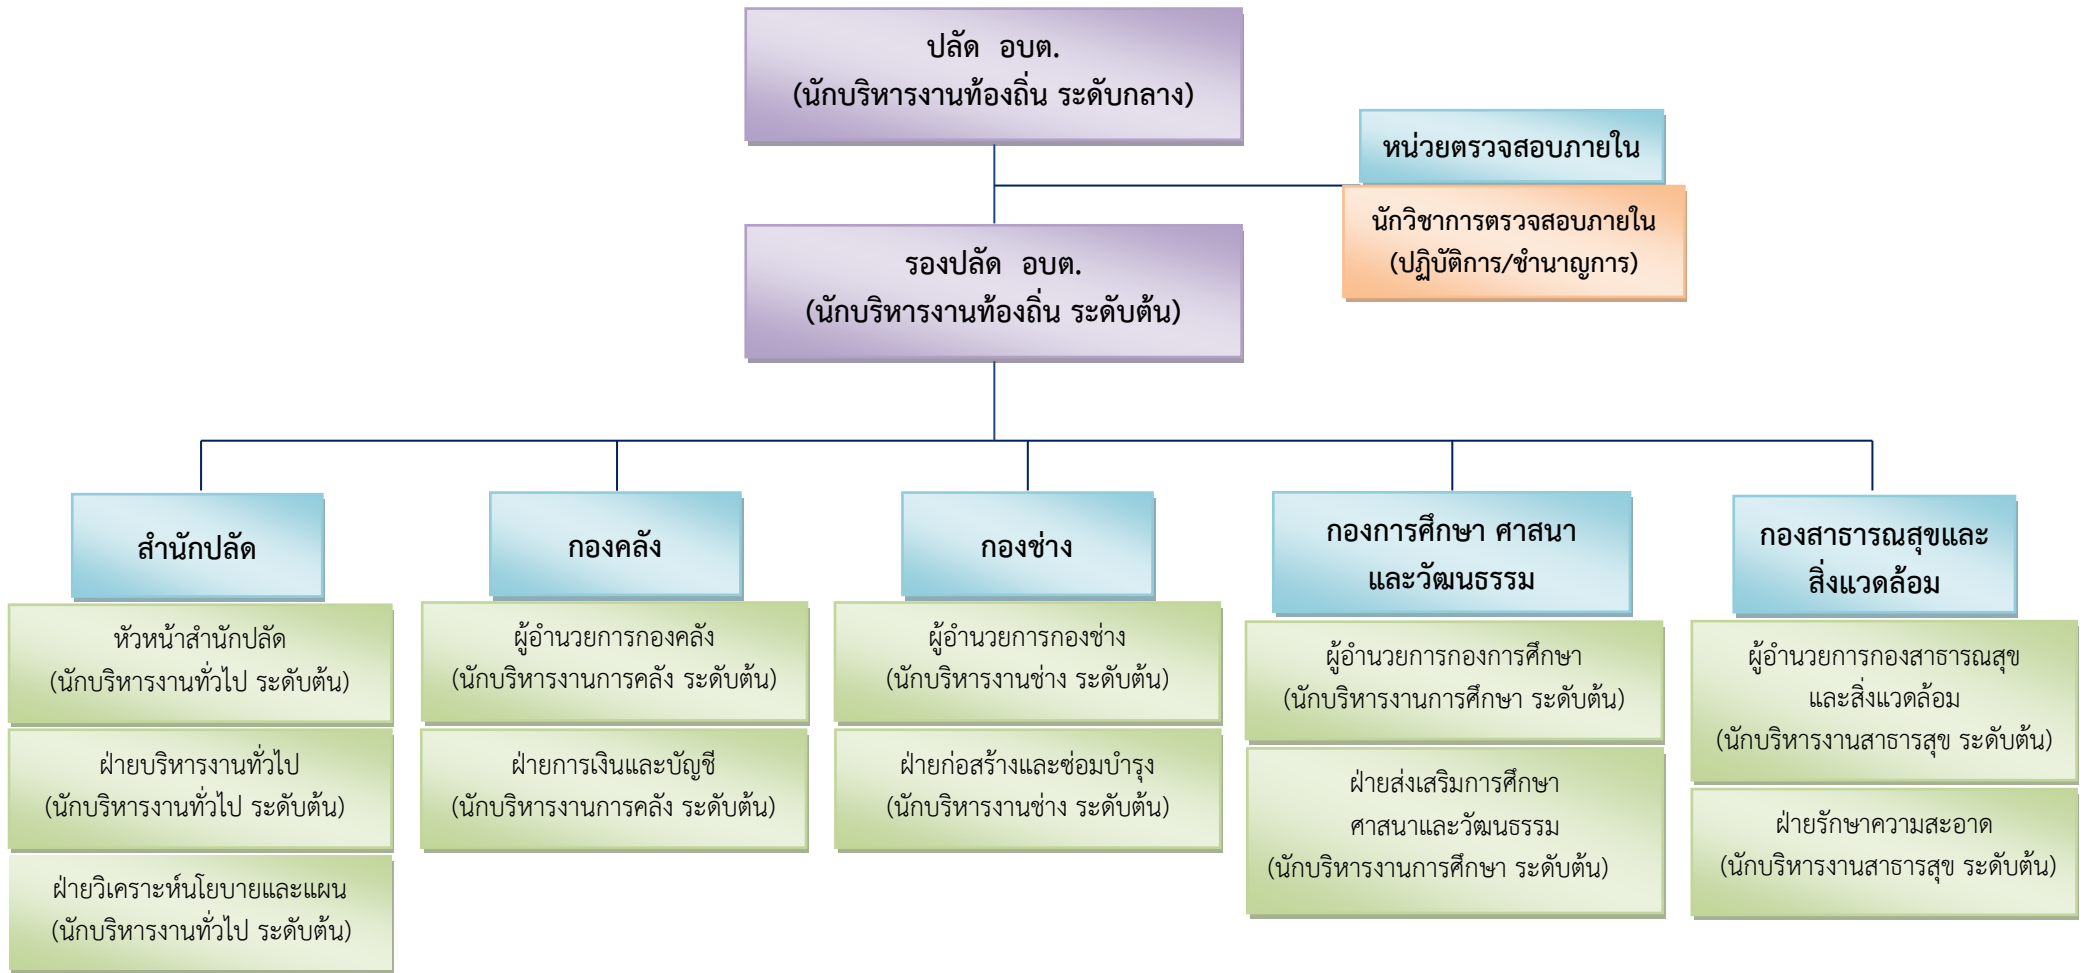 ปลัด  อบต.
(นักบริหารงานท้องถิ่น ระดับกลาง)
หน่วยตรวจสอบภายใน
นักวิชาการตรวจสอบภายใน
(ปฏิบัติการ/ชำนาญการ)
รองปลัด  อบต.
(นักบริหารงานท้องถิ่น ระดับต้น)
สำนักปลัด
หัวหน้าสำนักปลัด
(นักบริหารงานทั่วไป ระดับต้น)
ฝ่ายบริหารงานทั่วไป
(นักบริหารงานทั่วไป ระดับต้น)
ฝ่ายวิเคราะห์นโยบายและแผน
(นักบริหารงานทั่วไป ระดับต้น)
กองคลัง
ผู้อำนวยการกองคลัง
(นักบริหารงานการคลัง ระดับต้น)
ฝ่ายการเงินและบัญชี
(นักบริหารงานการคลัง ระดับต้น)
กองช่าง
ผู้อำนวยการกองช่าง
(นักบริหารงานช่าง ระดับต้น)
ฝ่ายก่อสร้างและซ่อมบำรุง
(นักบริหารงานช่าง ระดับต้น)
กองการศึกษา ศาสนา
และวัฒนธรรม
ผู้อำนวยการกองการศึกษา
(นักบริหารงานการศึกษา ระดับต้น)
ฝ่ายส่งเสริมการศึกษา
ศาสนาและวัฒนธรรม
(นักบริหารงานการศึกษา ระดับต้น)
กองสาธารณสุขและ
สิ่งแวดล้อม
ผู้อำนวยการกองสาธารณสุข
และสิ่งแวดล้อม
(นักบริหารงานสาธารสุข ระดับต้น)
ฝ่ายรักษาความสะอาด
(นักบริหารงานสาธารสุข ระดับต้น)